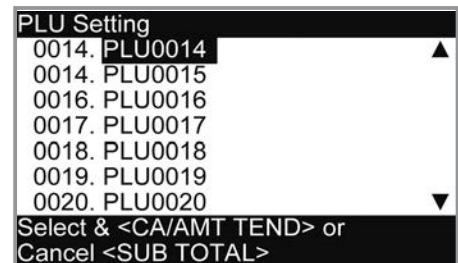 PLU Setting
0014. PLU0014
0014. PLU0015
0016. PLU0016
0017. PLU0017
0018. PLU0018
0019. PLU0019
0020. PLU0020
Select & <CA/AMT TEND> or
Cancel <SUB TOTAL>